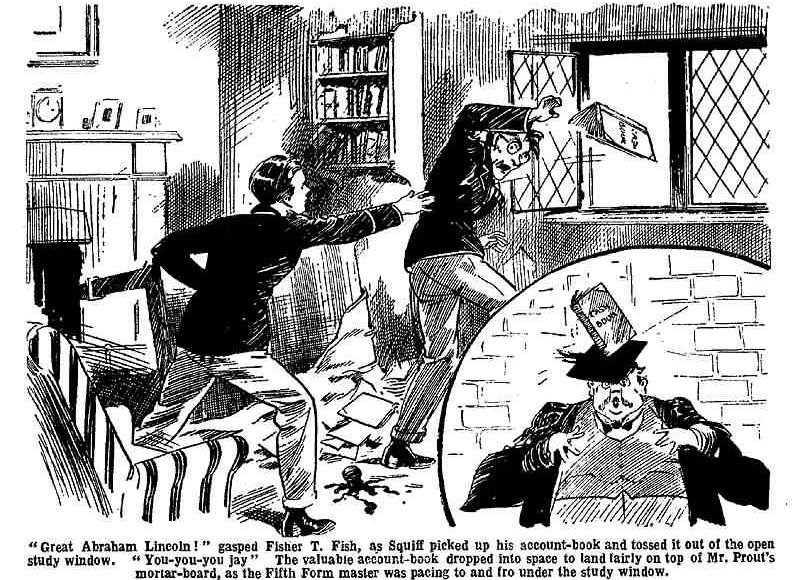 CASH
BOOK
"Great Abraham Lincoln!" gasped Fisher T. Fish, as Squiff picked up his account-book and tossed it out of the open
study window. "You-you-you jay" The valuable account-book dropped into space to land fairly on top of Mr. Prout's
mortar-board, as the Fifth Form master was pacing to and fro under the study window.